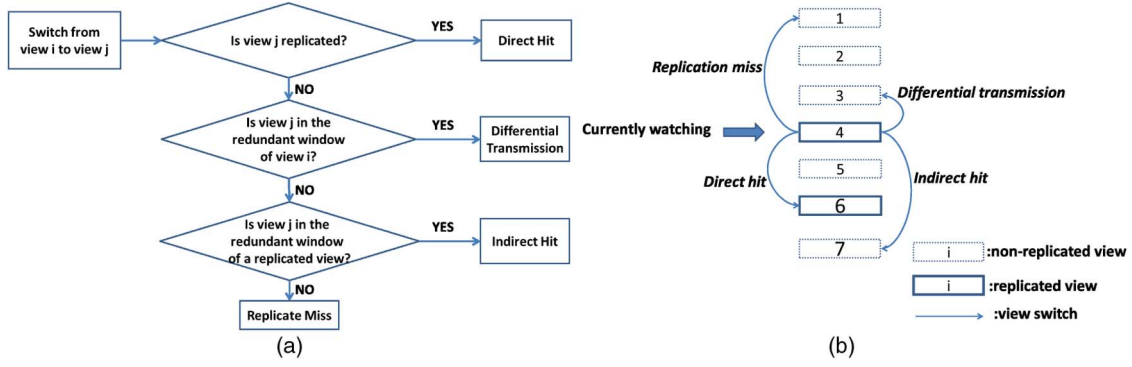 Switch from
view i to view j
Is view j replicated?
YES
Direct Hit
NO
Is view j in the
redundant window
of view i?
YES
Differential
Transmission
NO
Is view j in the
redundant window
of a replicated view?
YES
Indirect Hit
NO
Replicate Miss
(a)
1
2
3
4
5
6
7
Replication miss
Differential transmission
Currently watching
Direct hit
Indirect hit
i :non-replicated view
i :replicated view
:view switch
(b)